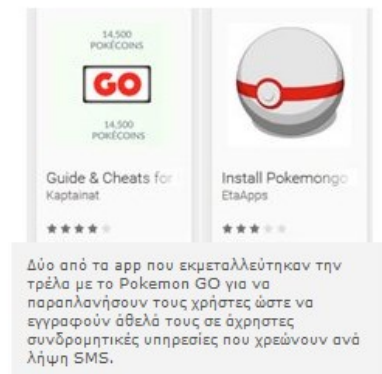 14,500
POKÉCOINS
GO
14,500
POKÉCOINS
Guide & Cheats for
Kaptainat
Install Pokemongo
EtaApps
Δύο από τα app που εκμεταλλεύτηκαν την
τρέλα με το Pokemon GO για να
παραπλανήσουν τους χρήστες ώστε να
εγγραφούν άθελά τους σε άχρηστες
συνδρομητικές υπηρεσίες που χρεώνουν ανά
λήψη SMS.